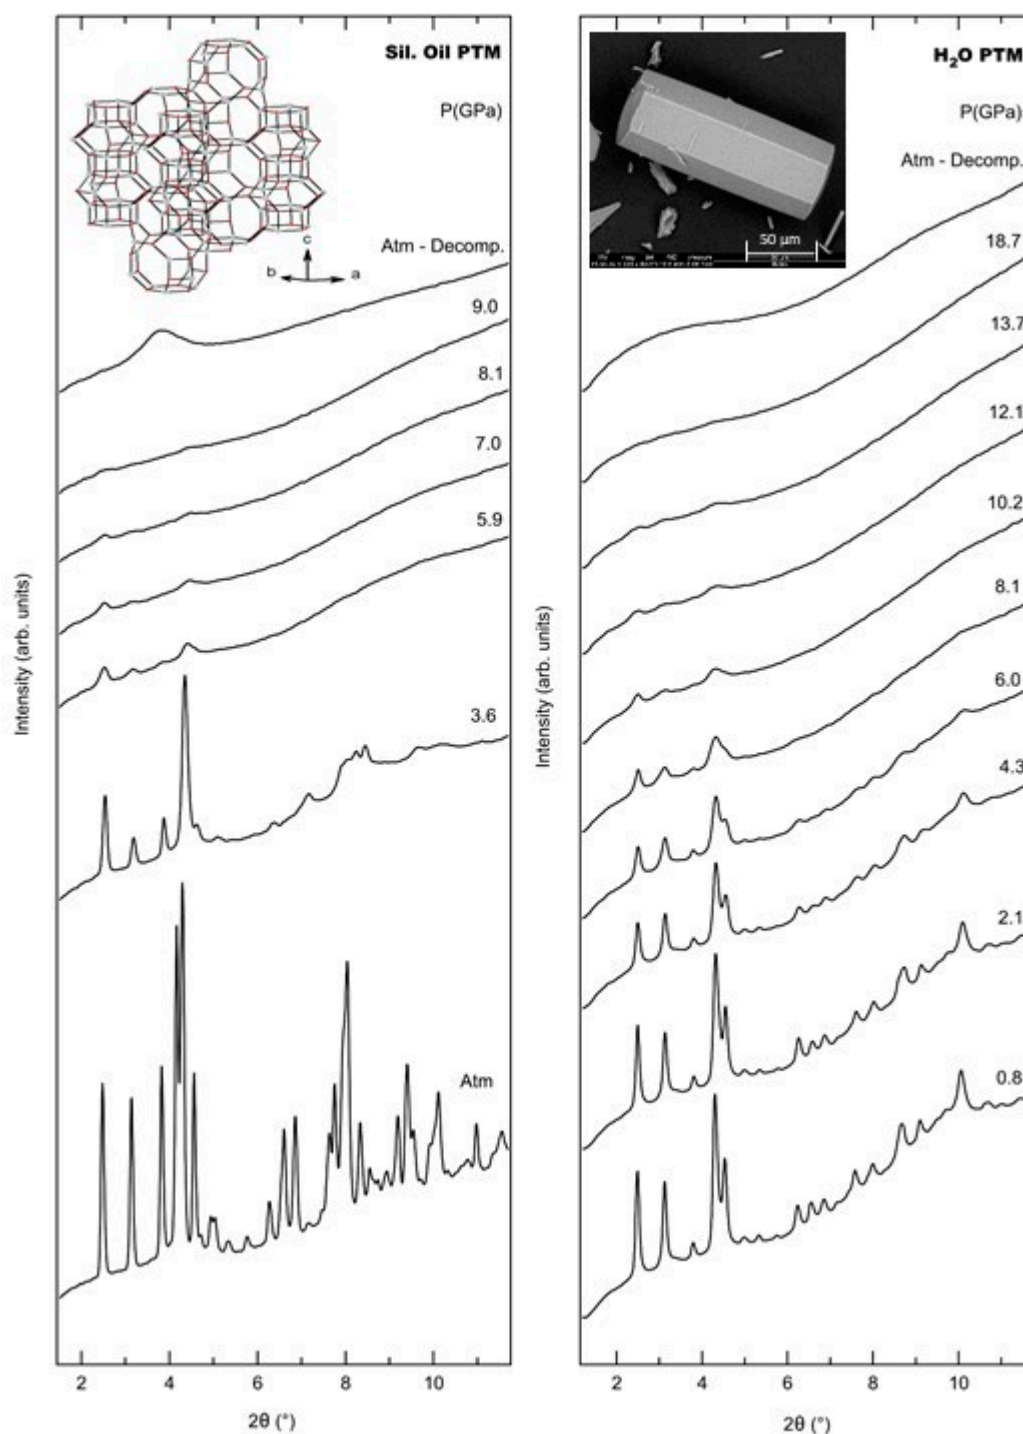 Sil. Oil PTM
P(GPa)
Atm - Decomp.
c
b
a
9.0
8.1
7.0
5.9
3.6
Atm
Intensity (arb. units)
2 4 6 8 10
2θ (°)
H₂O PTM
P(GPa)
Atm - Decomp.
50 µm
18.7
13.7
12.1
10.2
8.1
6.0
4.3
2.1
0.8
Intensity (arb. units)
2 4 6 8 10
2θ (°)